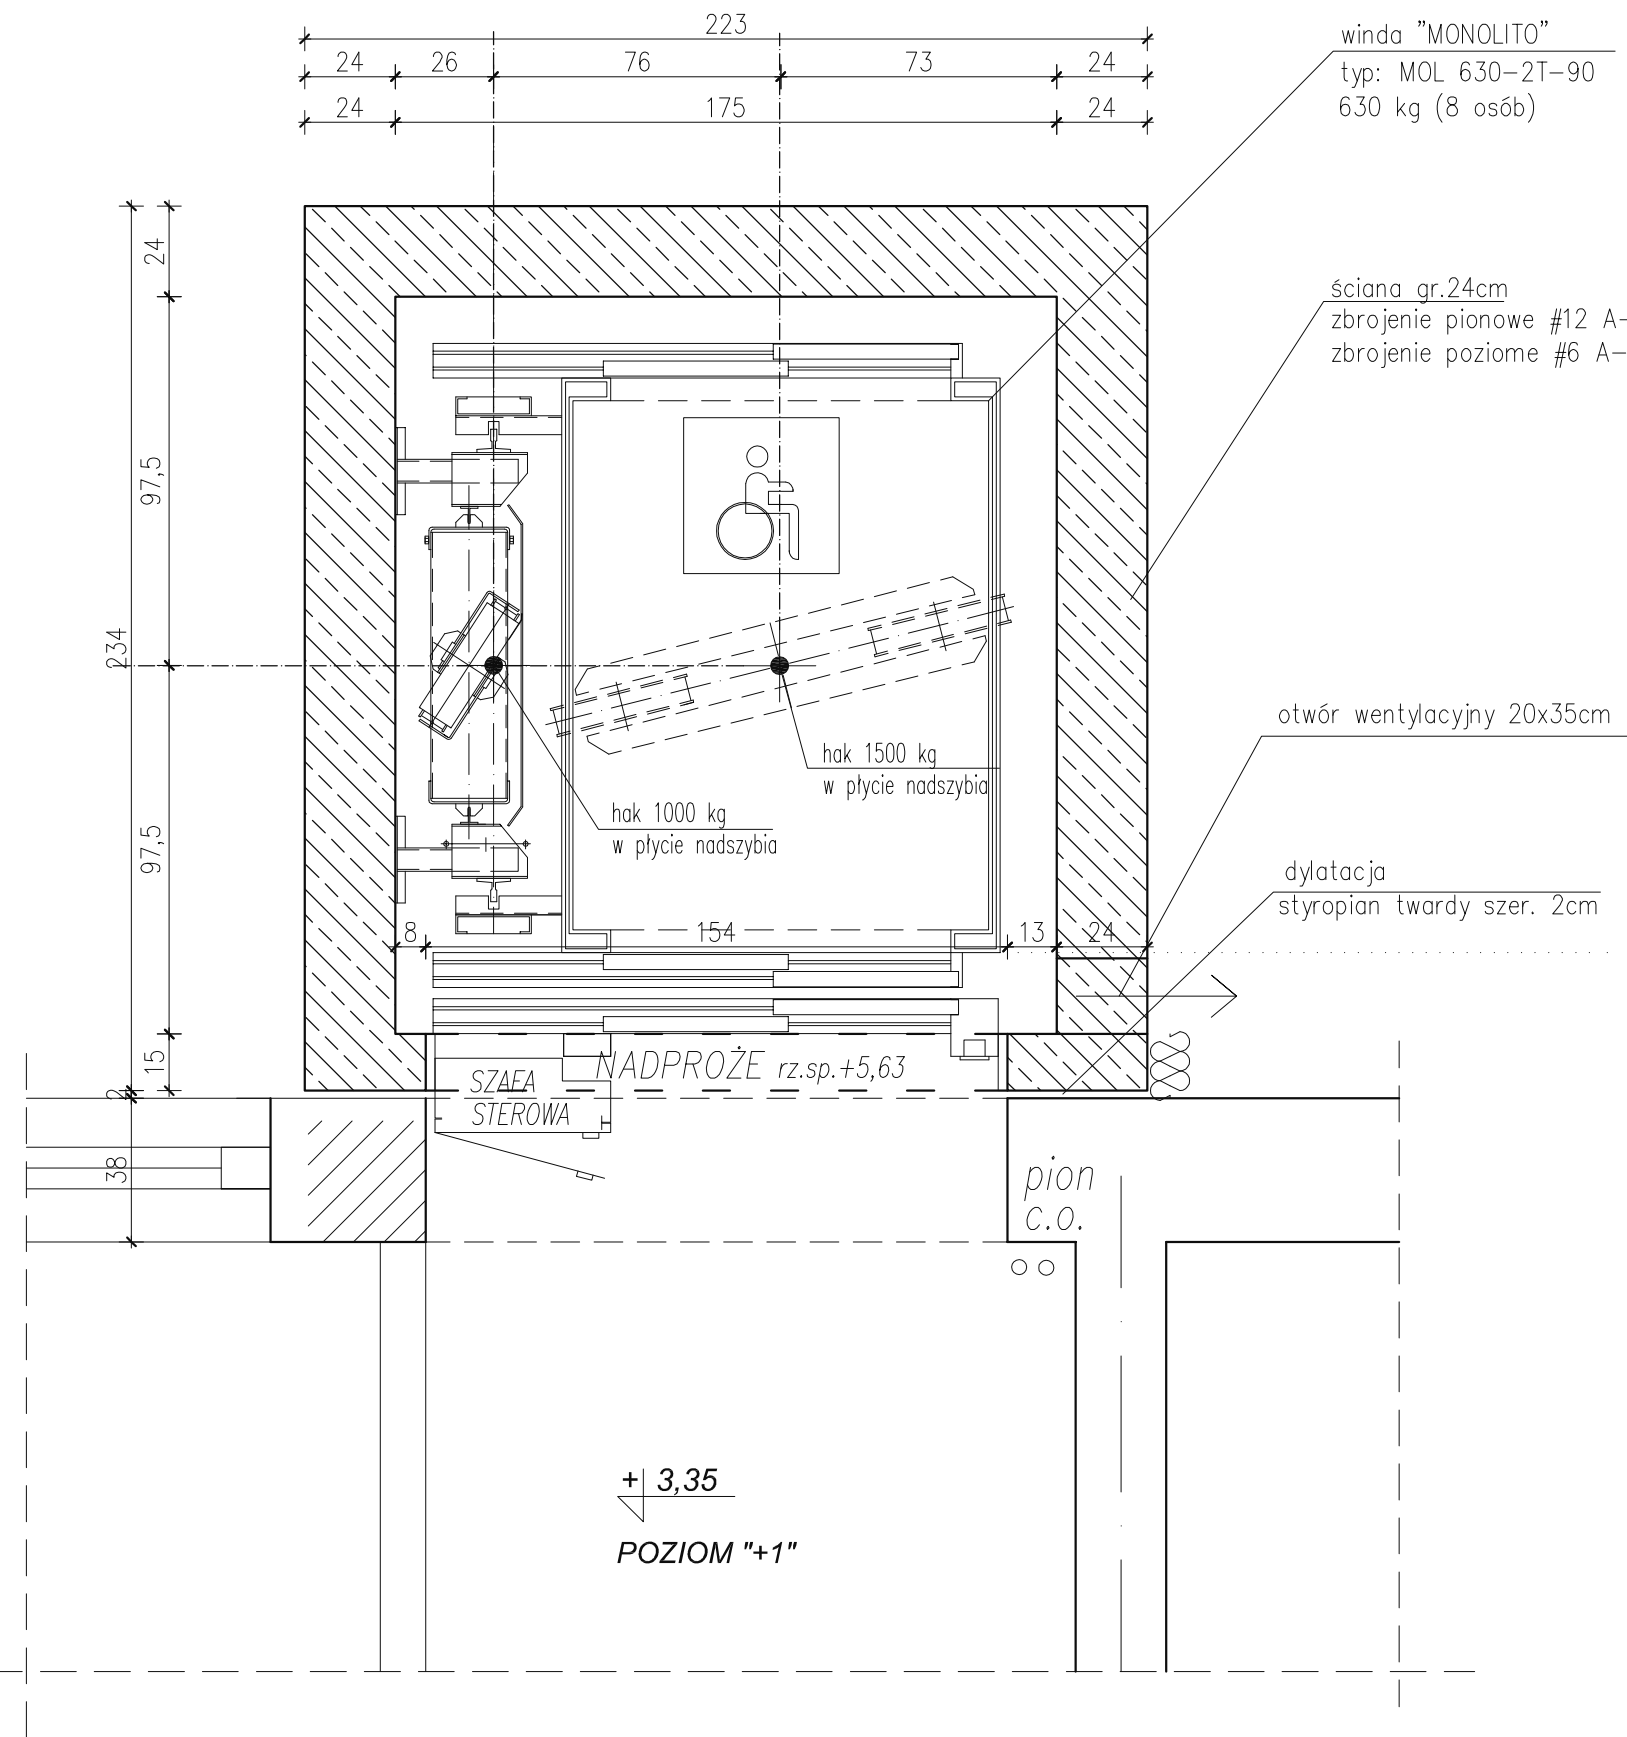 223
24 26 76 73 24
24 175 24
winda "MONOLITO"
typ: MOL 630-2T-90
630 kg (8 osób)
24
97,5
234
97,5
15
2
38
ściana gr.24cm
zbrojenie pionowe #12 A-
zbrojenie poziome #6 A-
otwór wentylacyjny 20x35cm
hak 1500 kg
w płycie nadszybia
hak 1000 kg
w płycie nadszybia
dylatacja
styropian twardy szer. 2cm
8 154 13 24
NADPROŻE rz.sp.+5,63
SZAFA
STEROWA
pion
c.o.
+ 3,35
POZIOM "+1"